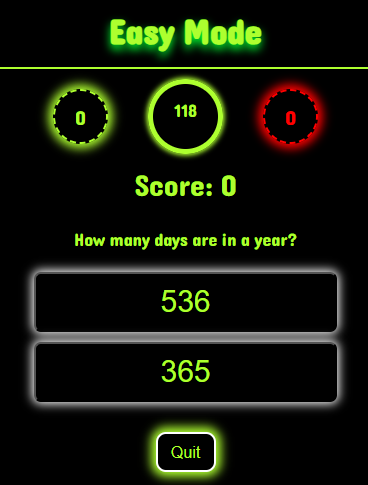 Easy Mode
0
118
0
Score: 0
How many days are in a year?
536
365
Quit